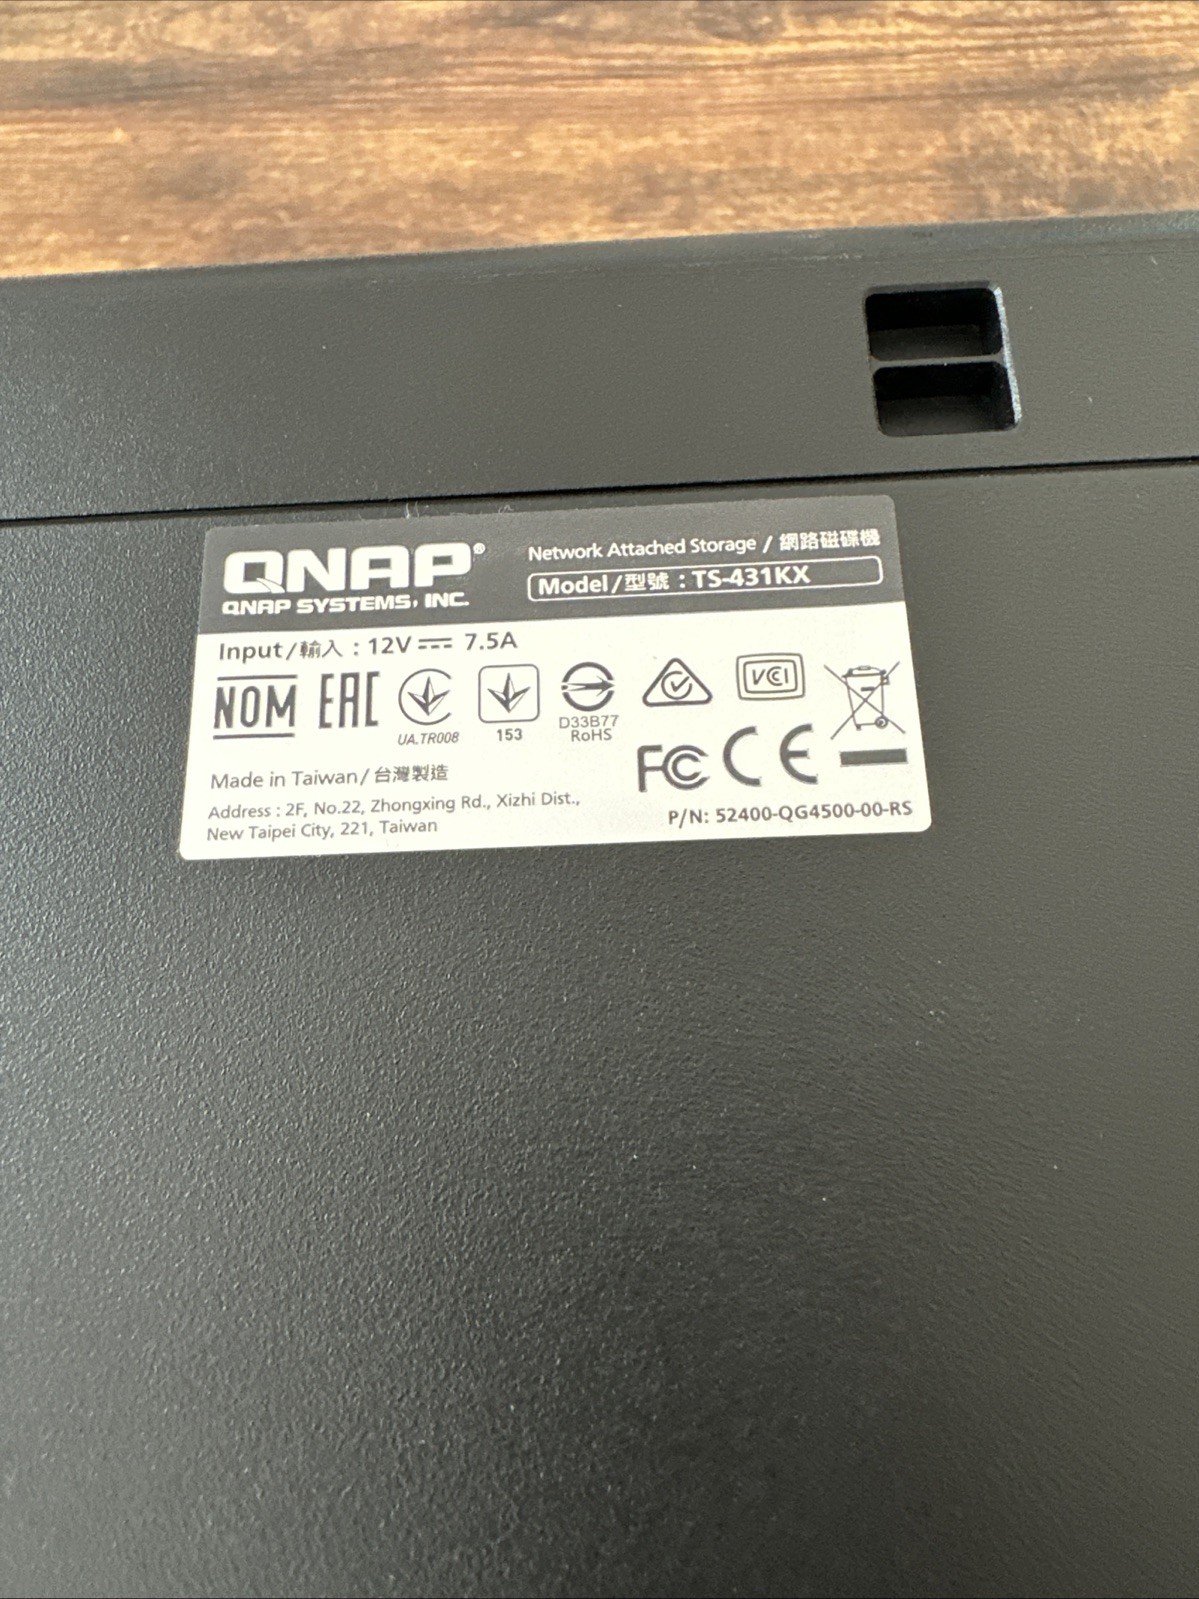 QNAP®
QNAP SYSTEMS, INC.
Network Attached Storage / 網路磁碟機
Model/型號 : TS-431KX
Input/輸入 : 12V ⎓ 7.5A
NOM EAC
UA.TR008
153
D33B77
RoHS
VCI
FC CE
Made in Taiwan/台灣製造
Address : 2F, No.22, Zhongxing Rd., Xizhi Dist.,
New Taipei City, 221, Taiwan
P/N: 52400-QG4500-00-RS